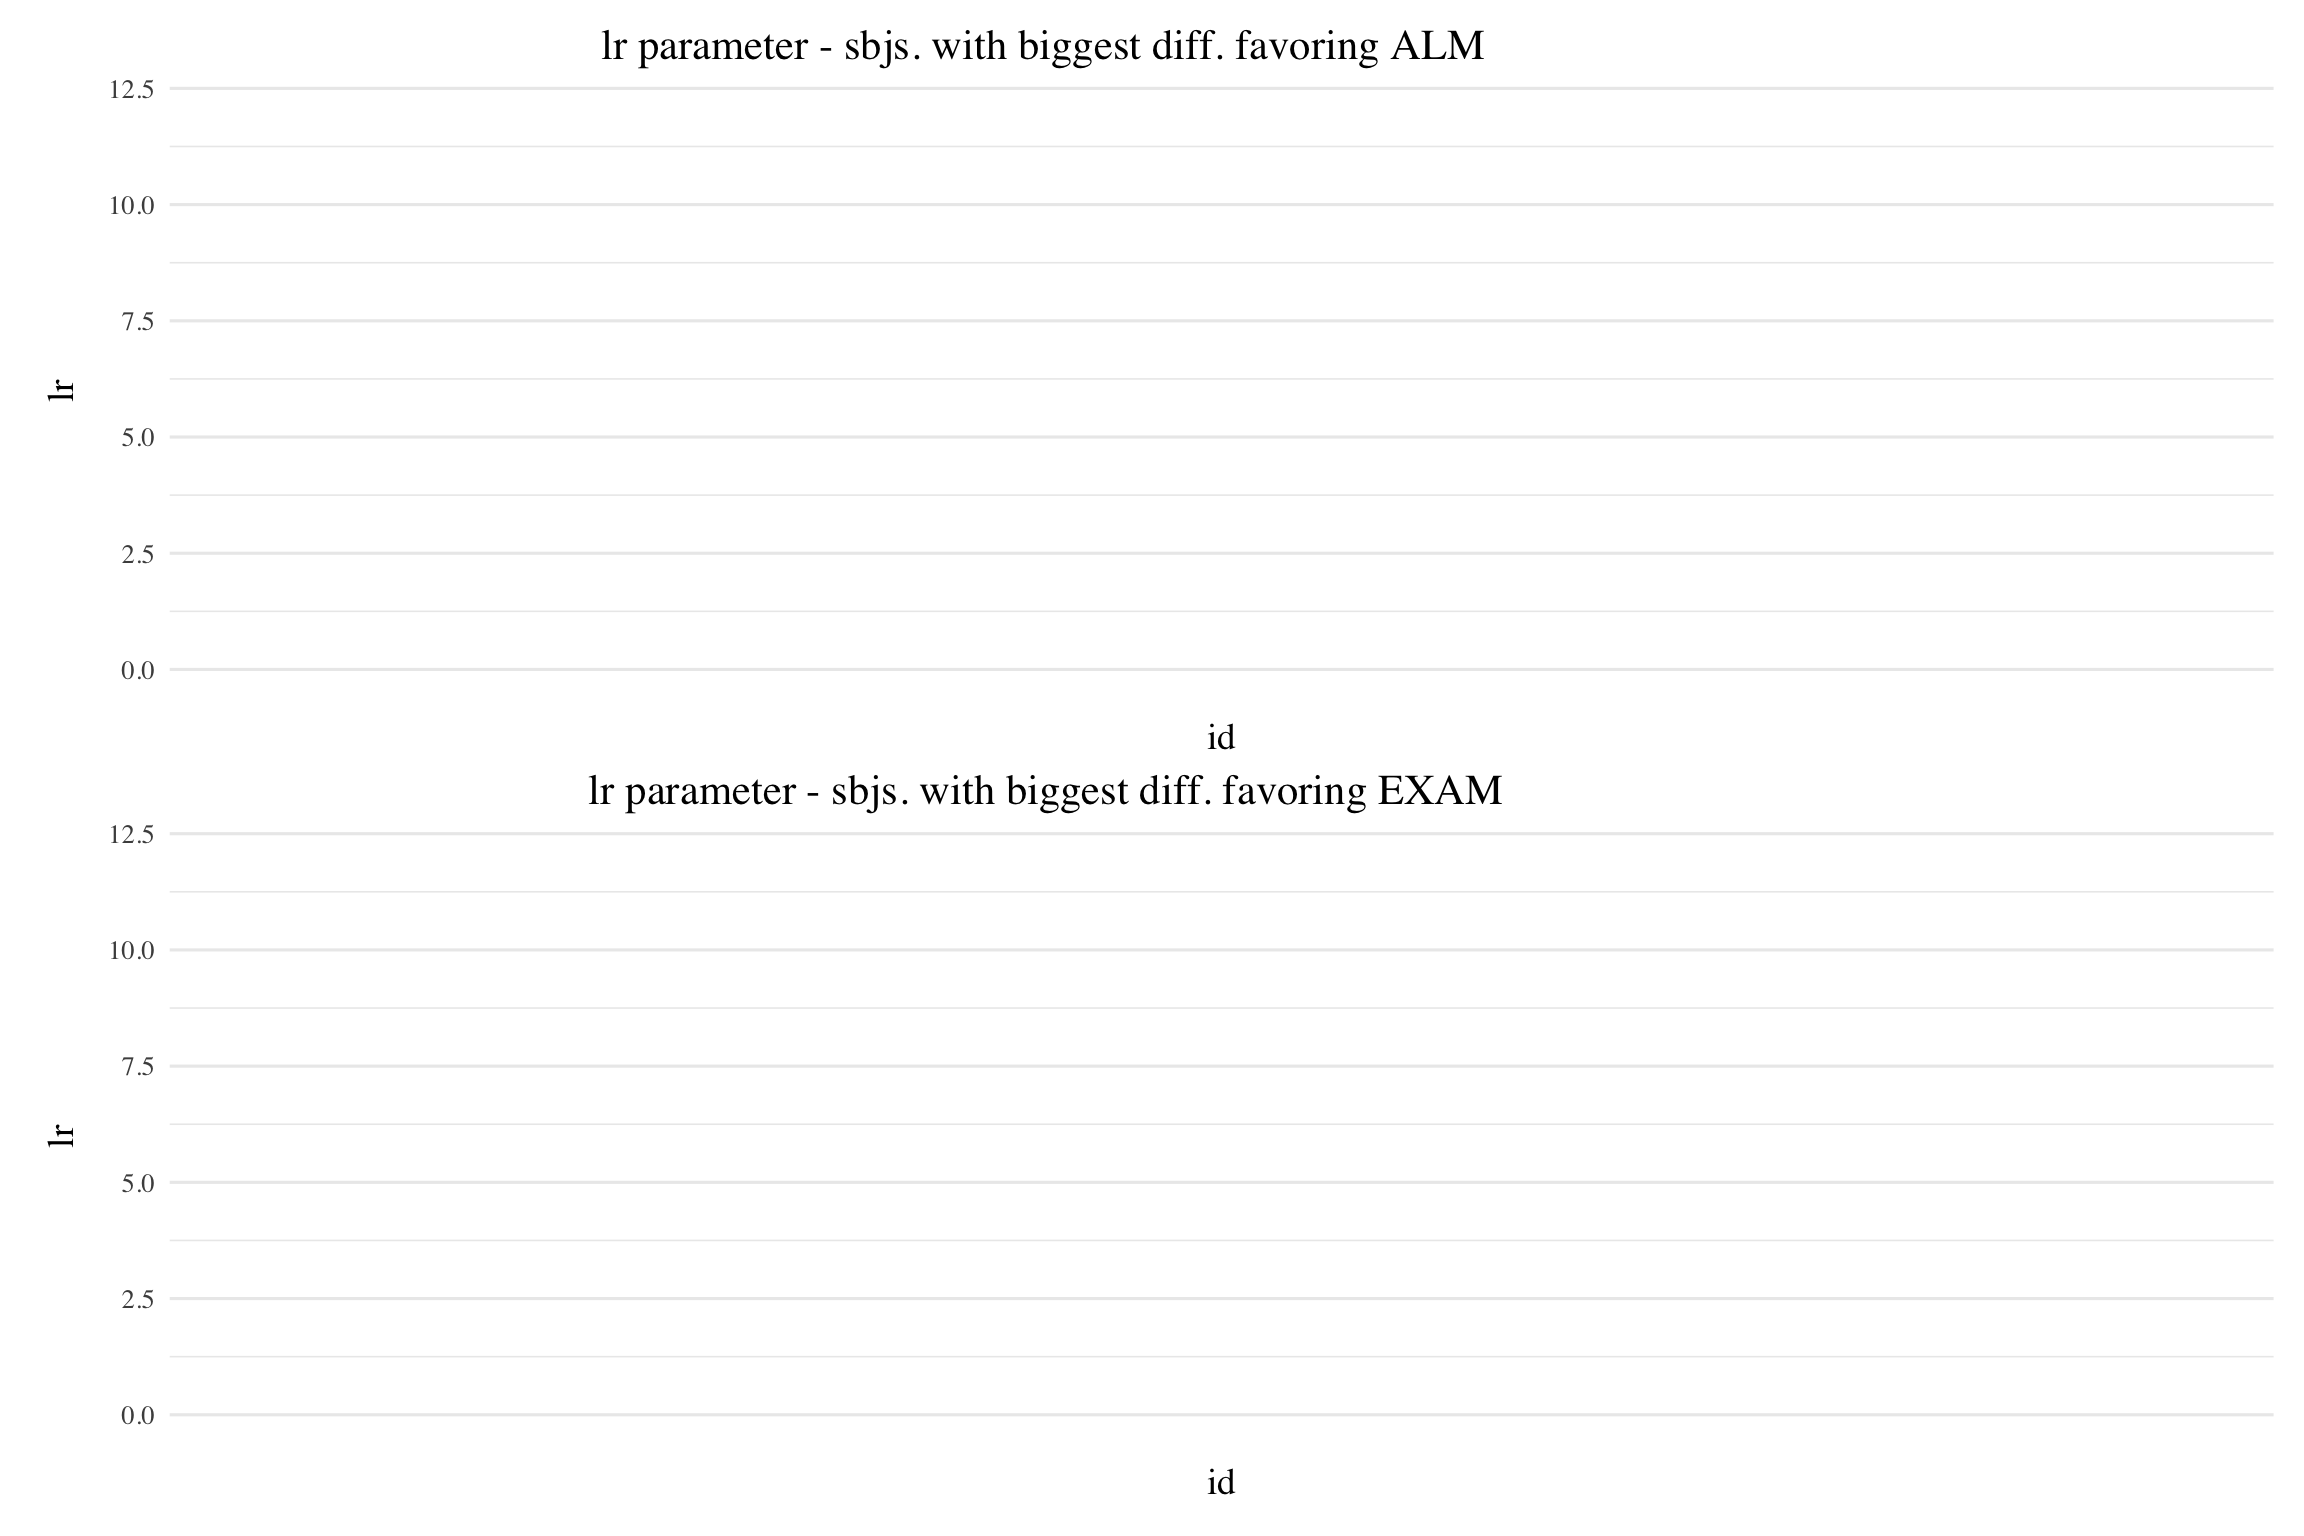 lr parameter - sbjs. with biggest diff. favoring ALM
12.5
10.0
7.5
lr
5.0
2.5
0.0
id
lr parameter - sbjs. with biggest diff. favoring EXAM
12.5
10.0
7.5
lr
5.0
2.5
0.0
id